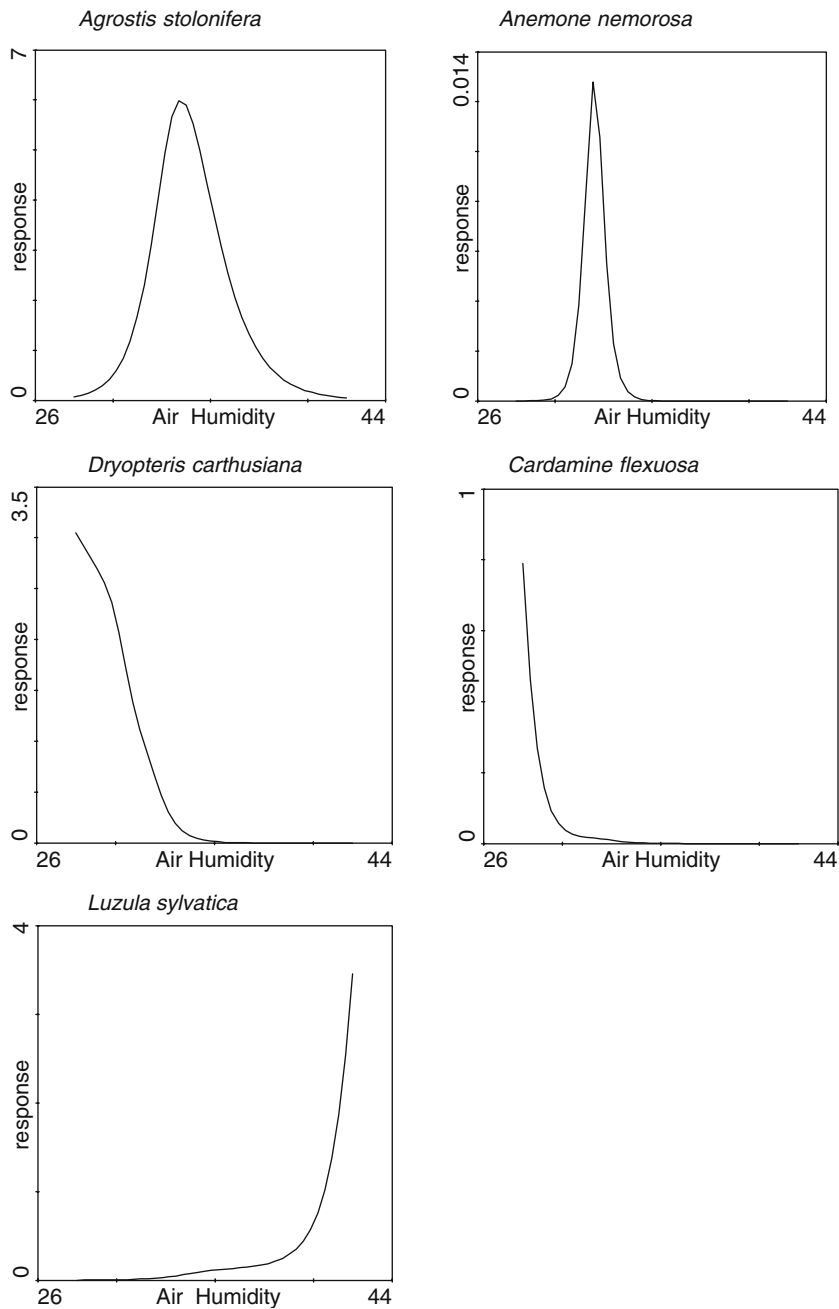 Agrostis stolonifera
7
response
0
26 Air Humidity 44
Anemone nemorosa
0.014
response
0
26 Air Humidity 44
Dryopteris carthusiana
3.5
response
0
26 Air Humidity 44
Cardamine flexuosa
1
response
0
26 Air Humidity 44
Luzula sylvatica
4
response
0
26 Air Humidity 44